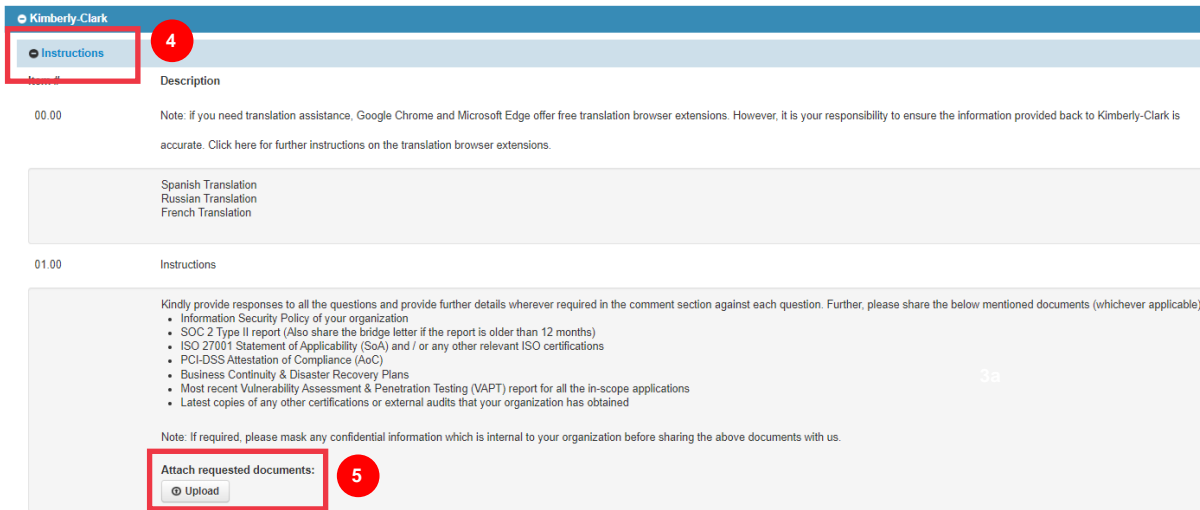 Kimberly-Clark
Instructions
4
Item # Description
00.00 Note: if you need translation assistance, Google Chrome and Microsoft Edge offer free translation browser extensions. However, it is your responsibility to ensure the information provided back to Kimberly-Clark is
accurate. Click here for further instructions on the translation browser extensions.
Spanish Translation
Russian Translation
French Translation
01.00 Instructions
Kindly provide responses to all the questions and provide further details wherever required in the comment section against each question. Further, please share the below mentioned documents (whichever applicable)
• Information Security Policy of your organization
• SOC 2 Type II report (Also share the bridge letter if the report is older than 12 months)
• ISO 27001 Statement of Applicability (SoA) and / or any other relevant ISO certifications
• PCI-DSS Attestation of Compliance (AoC)
• Business Continuity & Disaster Recovery Plans
3a
• Most recent Vulnerability Assessment & Penetration Testing (VAPT) report for all the in-scope applications
• Latest copies of any other certifications or external audits that your organization has obtained
Note: If required, please mask any confidential information which is internal to your organization before sharing the above documents with us.
Attach requested documents:
5
Upload